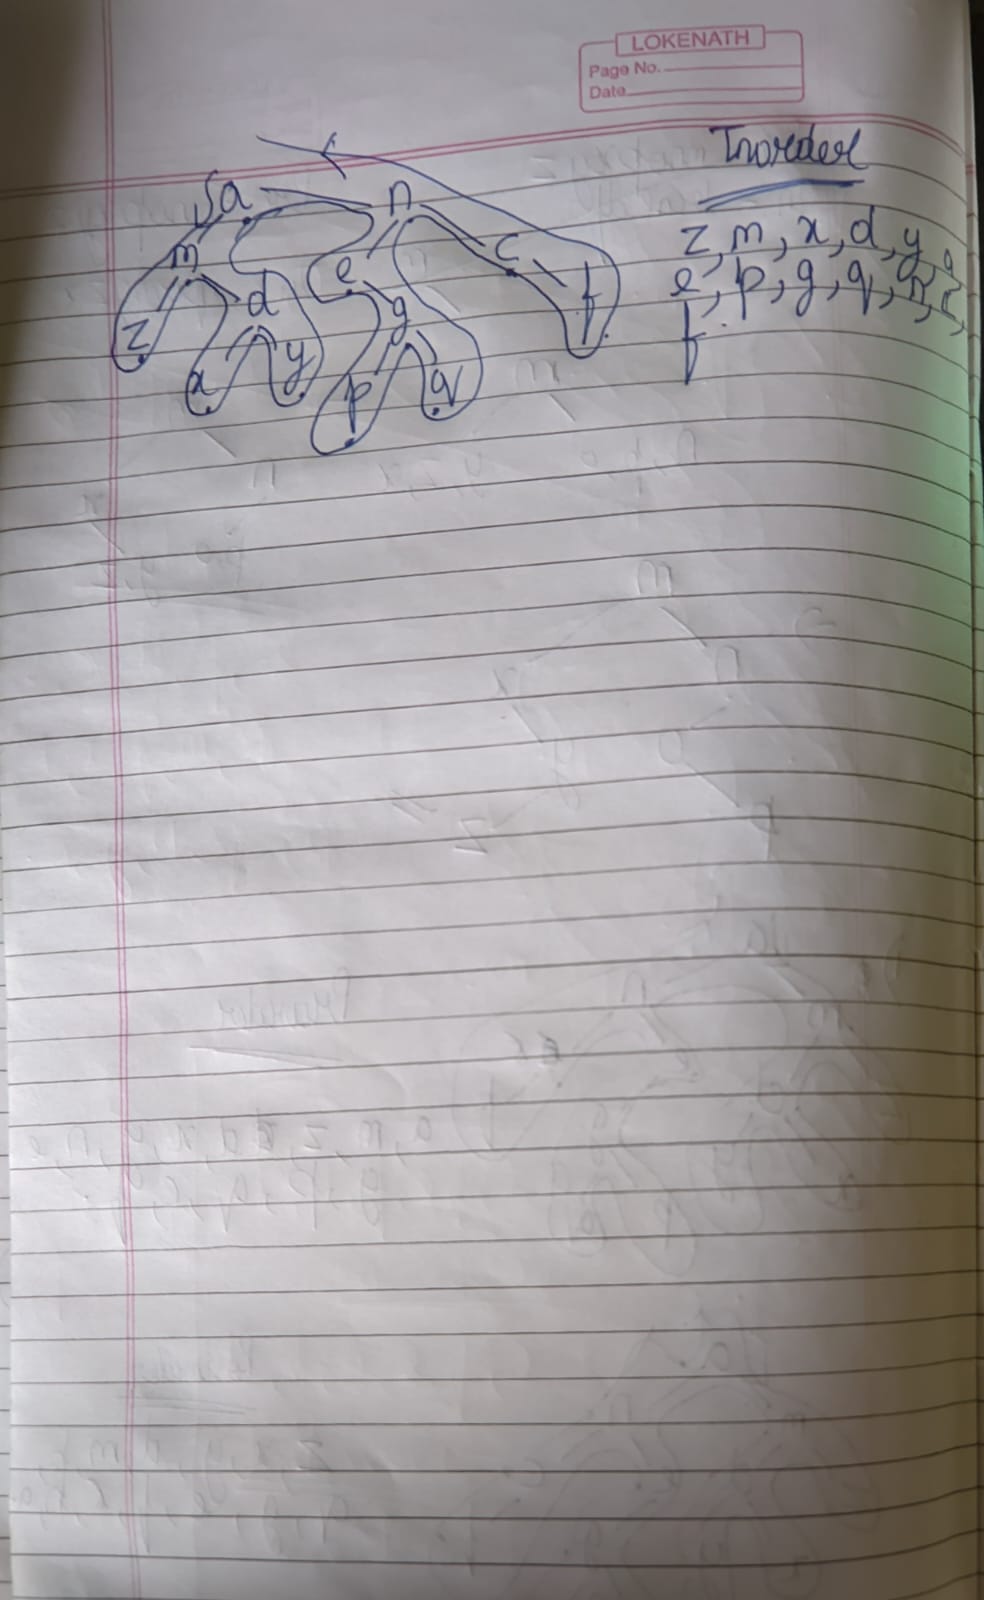 LOKENATH
Page No.
Date
Inorder
a n
m e c
z d g f
x y p q
z, m, x, d, y, a
e, p, g, q, n, c,
f.